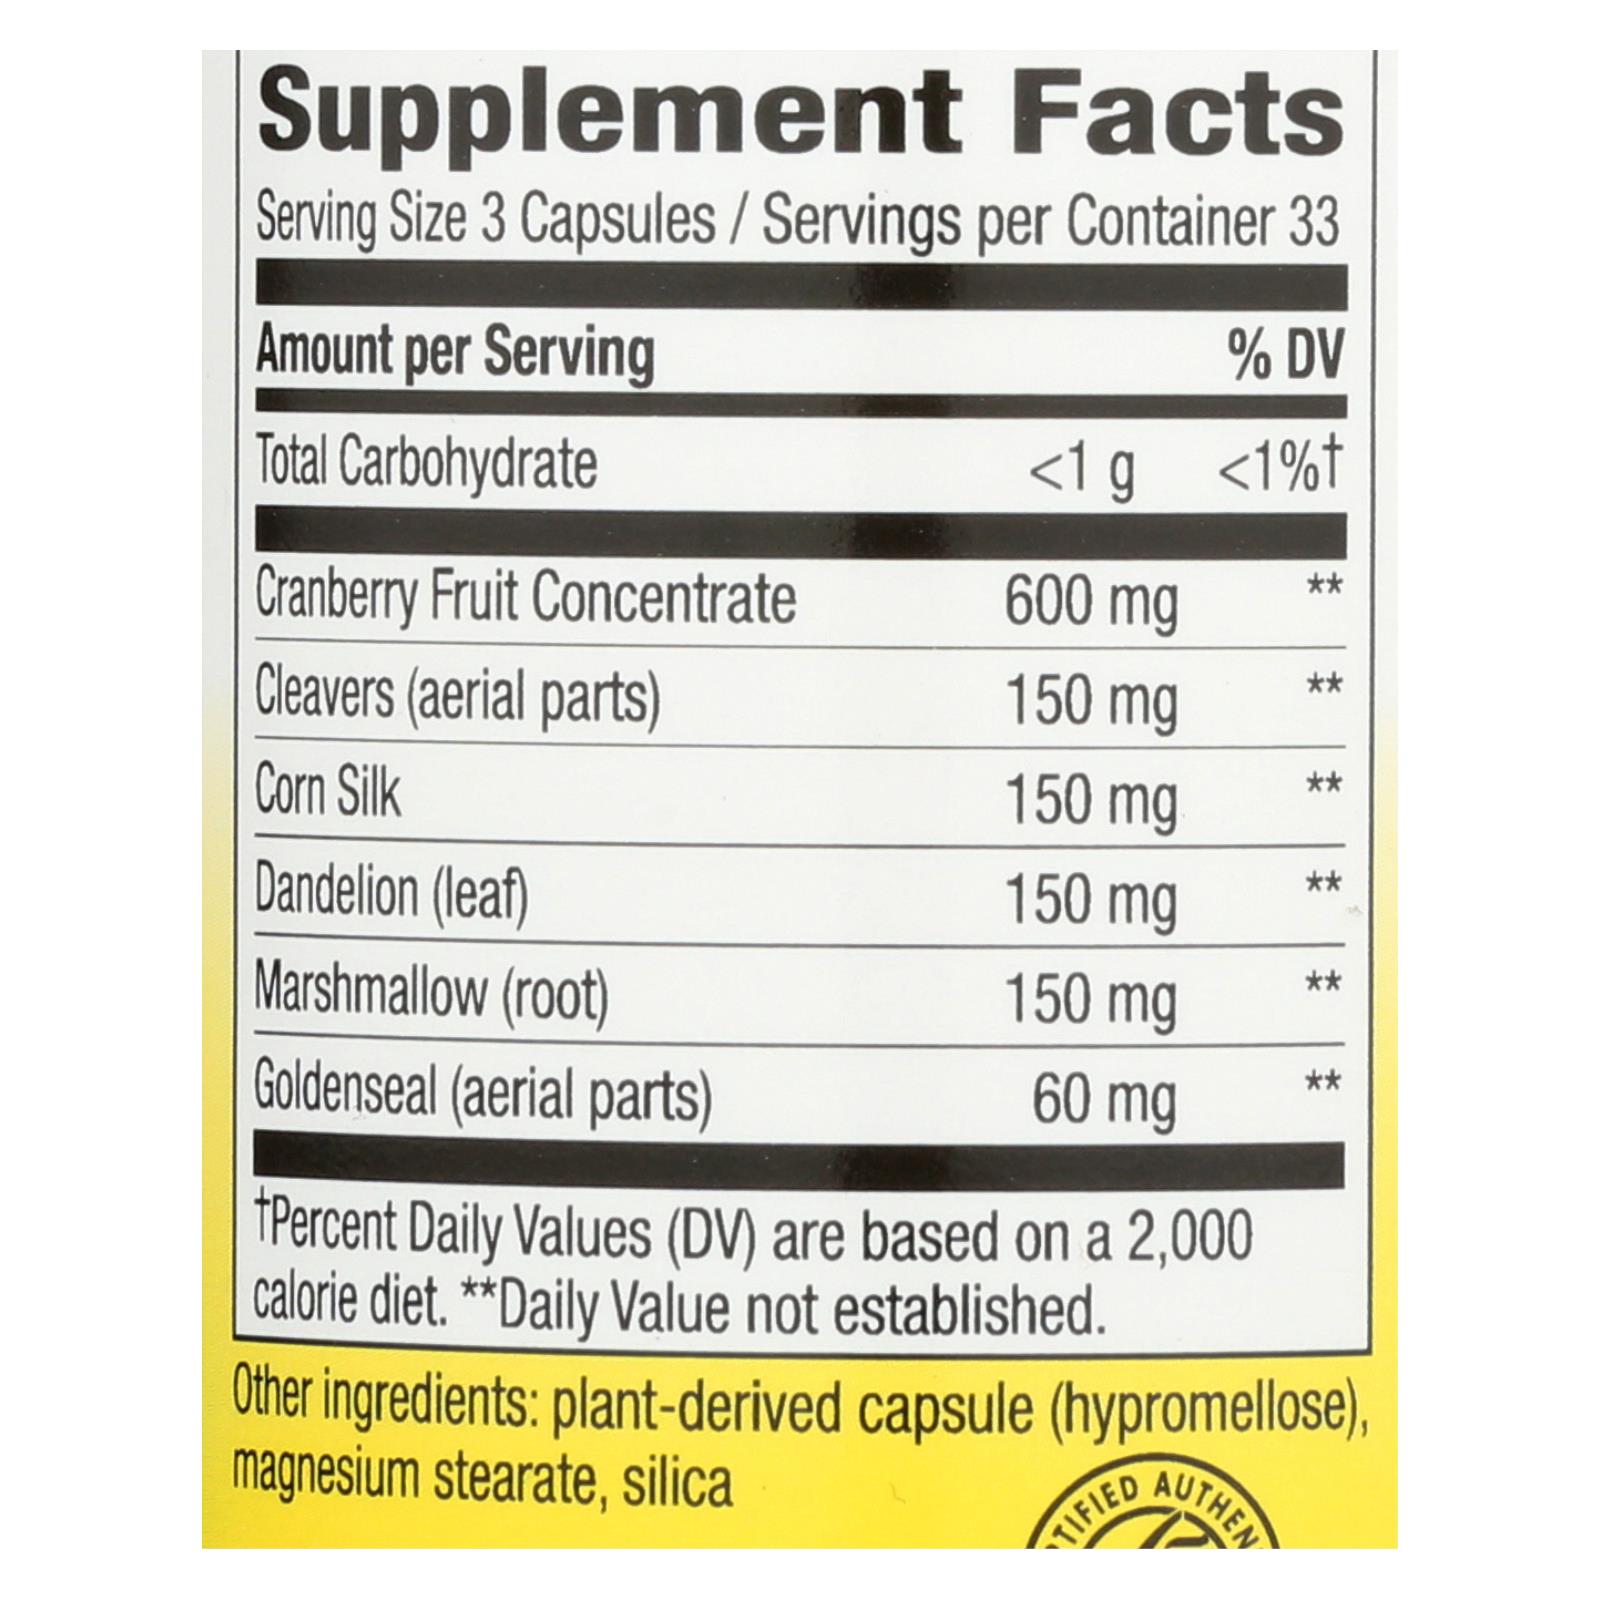 Supplement Facts
Serving Size 3 Capsules / Servings per Container 33
Amount per Serving % DV
Total Carbohydrate <1 g <1%†
Cranberry Fruit Concentrate 600 mg **
Cleavers (aerial parts) 150 mg **
Corn Silk 150 mg **
Dandelion (leaf) 150 mg **
Marshmallow (root) 150 mg **
Goldenseal (aerial parts) 60 mg **
†Percent Daily Values (DV) are based on a 2,000
calorie diet. **Daily Value not established.
Other ingredients: plant-derived capsule (hypromellose),
magnesium stearate, silica